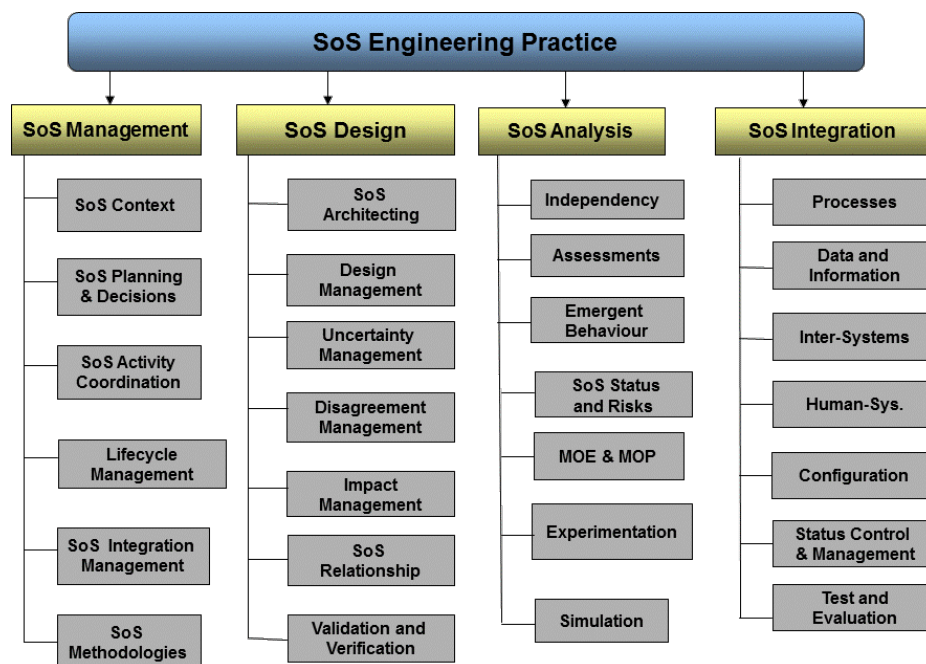 SoS Engineering Practice
SoS Management
SoS Context
SoS Planning
& Decisions
SoS Activity
Coordination
Lifecycle
Management
SoS Integration
Management
SoS
Methodologies
SoS Design
SoS
Architecting
Design
Management
Uncertainty
Management
Disagreement
Management
Impact
Management
SoS
Relationship
Validation and
Verification
SoS Analysis
Independency
Assessments
Emergent
Behaviour
SoS Status
and Risks
MOE & MOP
Experimentation
Simulation
SoS Integration
Processes
Data and
Information
Inter-Systems
Human-Sys.
Configuration
Status Control
& Management
Test and
Evaluation